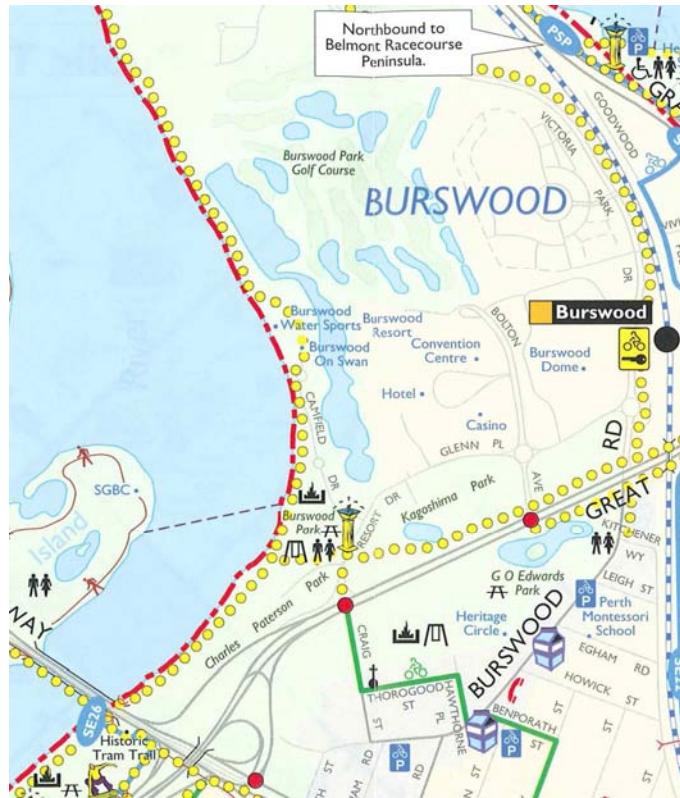 Northbound to
Belmont Racecourse
Peninsula.
PSP
P
GRA
GOODWOOD
VICTORIA
PARK
DR
Burswood Park
Golf Course
BURSWOOD
Burswood
Water Sports
Burswood
On Swan
Burswood
Resort
Convention
Centre
BOLTON
AVE
Burswood
Burswood
Dome
Hotel
Casino
CAMFIELD
DR
GLENN PL
RD
GREAT
SGBC
Island
Burswood
Park
RESORT DR
Kagoshima Park
KITCHENER
WY
LEIGH ST
G O Edwards
Park
P
Perth
Montessori
School
Heritage
Circle
Charles Paterson Park
CRAIG
ST
BURSWOOD
EGHAM RD
HOWICK ST
THOROGOOD
ST
HAWTHORNE
PL
BENPORATH
ST
WAY
SE26
Historic
Tram Trail
P
P
RD
ST
ST
ST